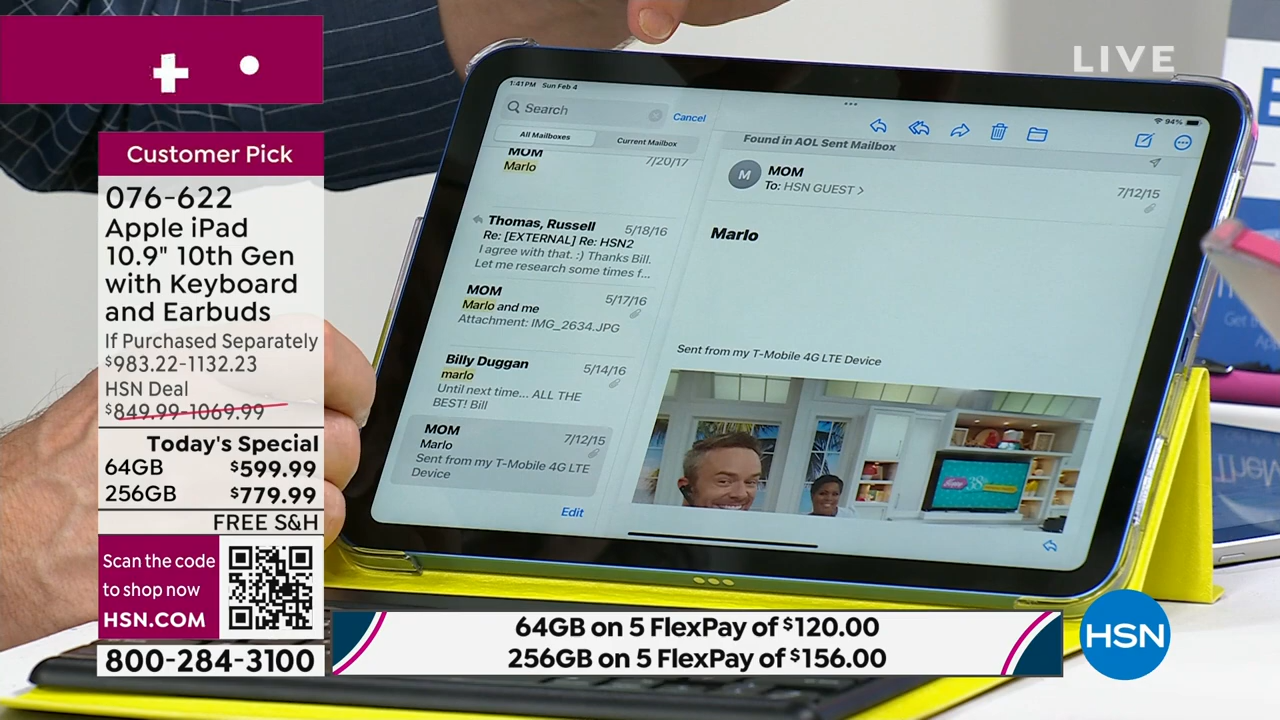 LIVE
Customer Pick
076-622
Apple iPad
10.9" 10th Gen
with Keyboard
and Earbuds
If Purchased Separately
$983.22-1132.23
HSN Deal
$849.99-1069.99
Today's Special
64GB $599.99
256GB $779.99
FREE S&H
Scan the code
to shop now
HSN.COM
800-284-3100
1:41PM Sun Feb 4
94%
Search
Cancel
All Mailboxes
Current Mailbox
MOM
7/20/17
Marlo
Thomas, Russell 5/18/16
Re: [EXTERNAL] Re: HSN2
I agree with that. :) Thanks Bill.
Let me research some times f...
MOM 5/17/16
Marlo and me
Attachment: IMG_2634.JPG
Billy Duggan 5/14/16
marlo
Until next time... ALL THE
BEST! Bill
MOM 7/12/15
Marlo
Sent from my T-Mobile 4G LTE
Device
Edit
Found in AOL Sent Mailbox
M
MOM
To: HSN GUEST >
7/12/15
Marlo
Sent from my T-Mobile 4G LTE Device
64GB on 5 FlexPay of $120.00
256GB on 5 FlexPay of $156.00
HSN